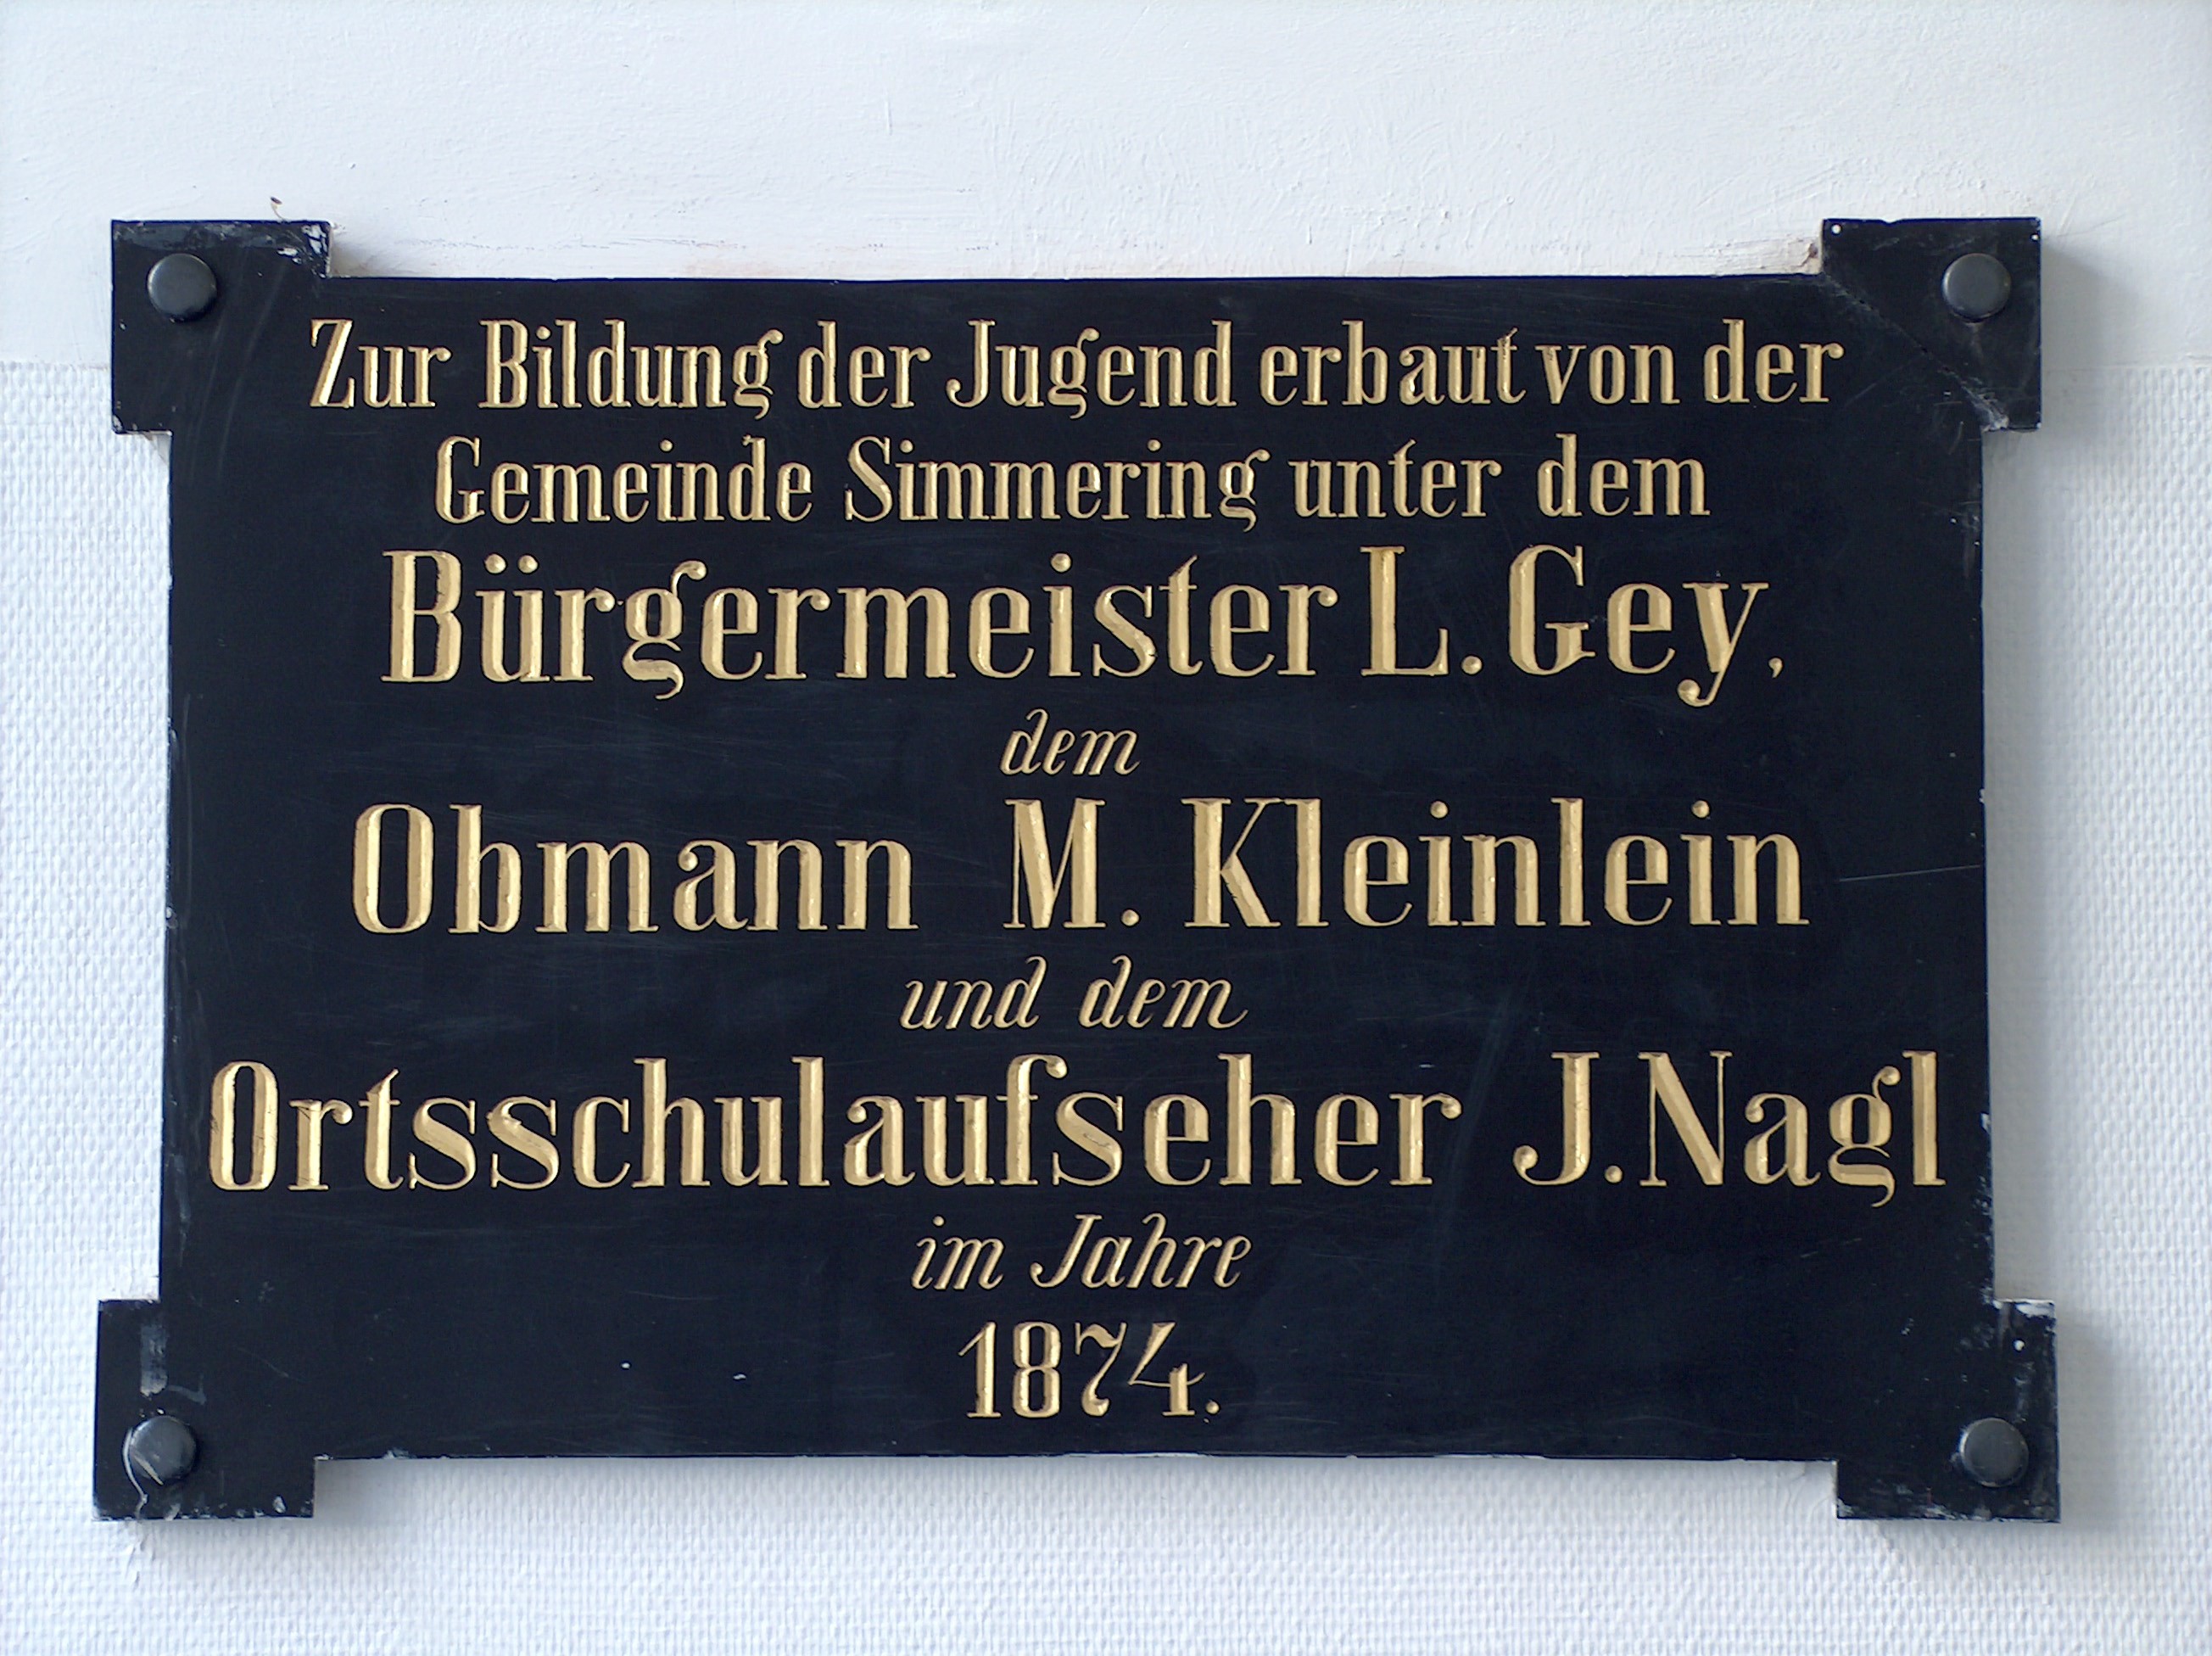 Zur Bildung der Jugend erbaut von der
Gemeinde Simmering unter dem
Bürgermeister L. Gey,
dem
Obmann M. Kleinlein
und dem
Ortsschulaufseher J. Nagl
im Jahre
1874.